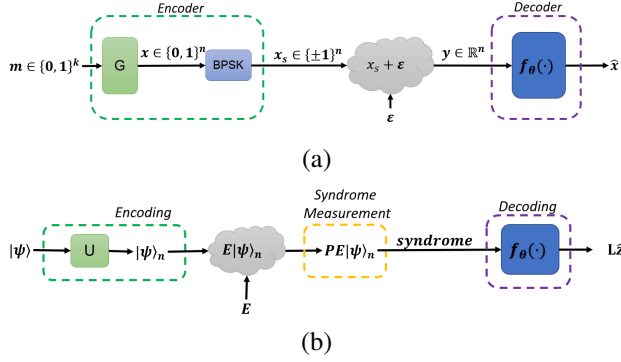 Encoder
Decoder
m ∈ {0, 1}^k
G
x ∈ {0, 1}^n
BPSK
x_s ∈ {±1}^n
x_s + ε
y ∈ ℝ^n
f_θ(·)
x̂
ε
(a)
Encoding
Syndrome
Measurement
Decoding
|ψ⟩
U
|ψ⟩_n
E|ψ⟩_n
PE|ψ⟩_n
syndrome
f_θ(·)
E
(b)